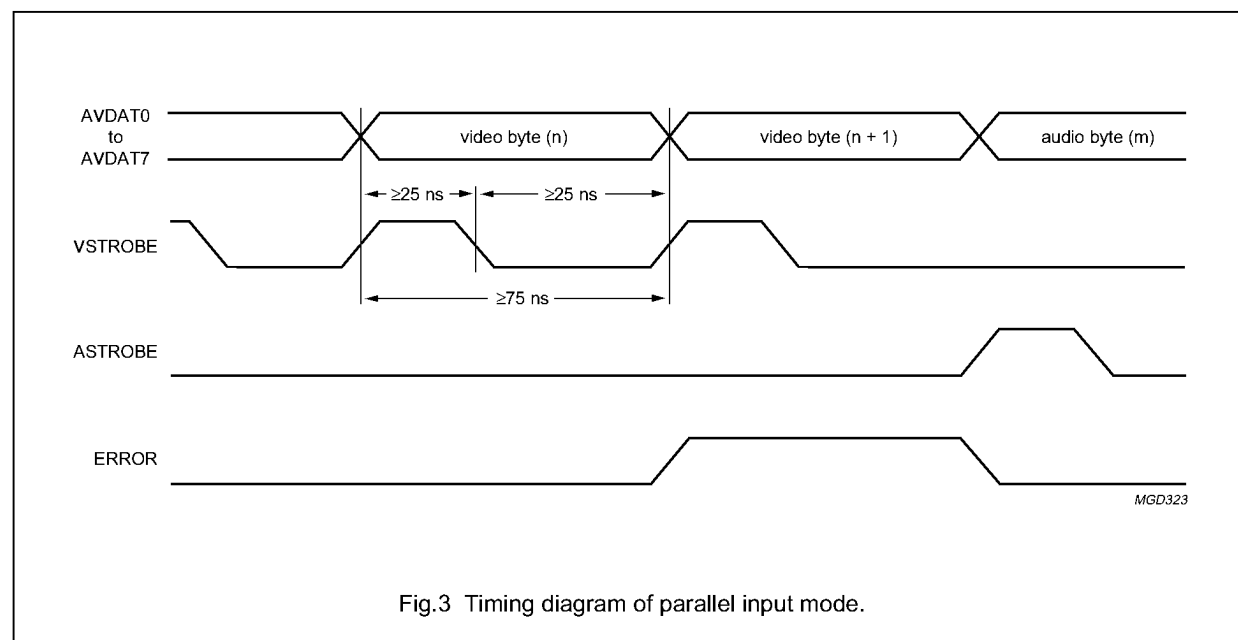 AVDAT0
to
AVDAT7
video byte (n)
video byte (n + 1)
audio byte (m)
≥25 ns
≥25 ns
VSTROBE
≥75 ns
ASTROBE
ERROR
MGD323
Fig.3 Timing diagram of parallel input mode.